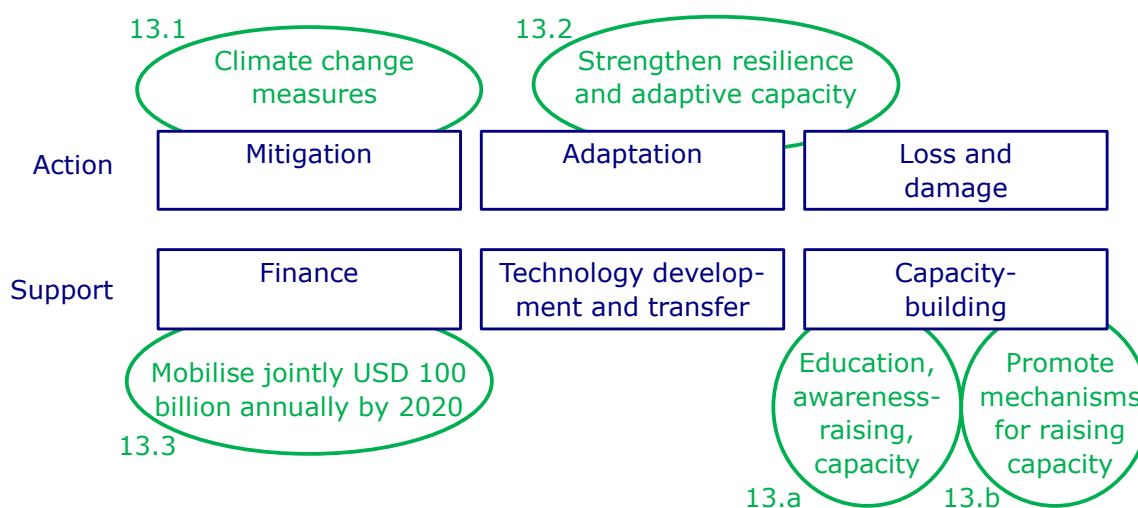 13.1
Climate change
measures
13.2
Strengthen resilience
and adaptive capacity
Action
Mitigation
Adaptation
Loss and
damage
Support
Finance
Technology develop-
ment and transfer
Capacity-
building
Mobilise jointly USD 100
billion annually by 2020
13.3
Education,
awareness-
raising,
capacity
13.a
Promote
mechanisms
for raising
capacity
13.b